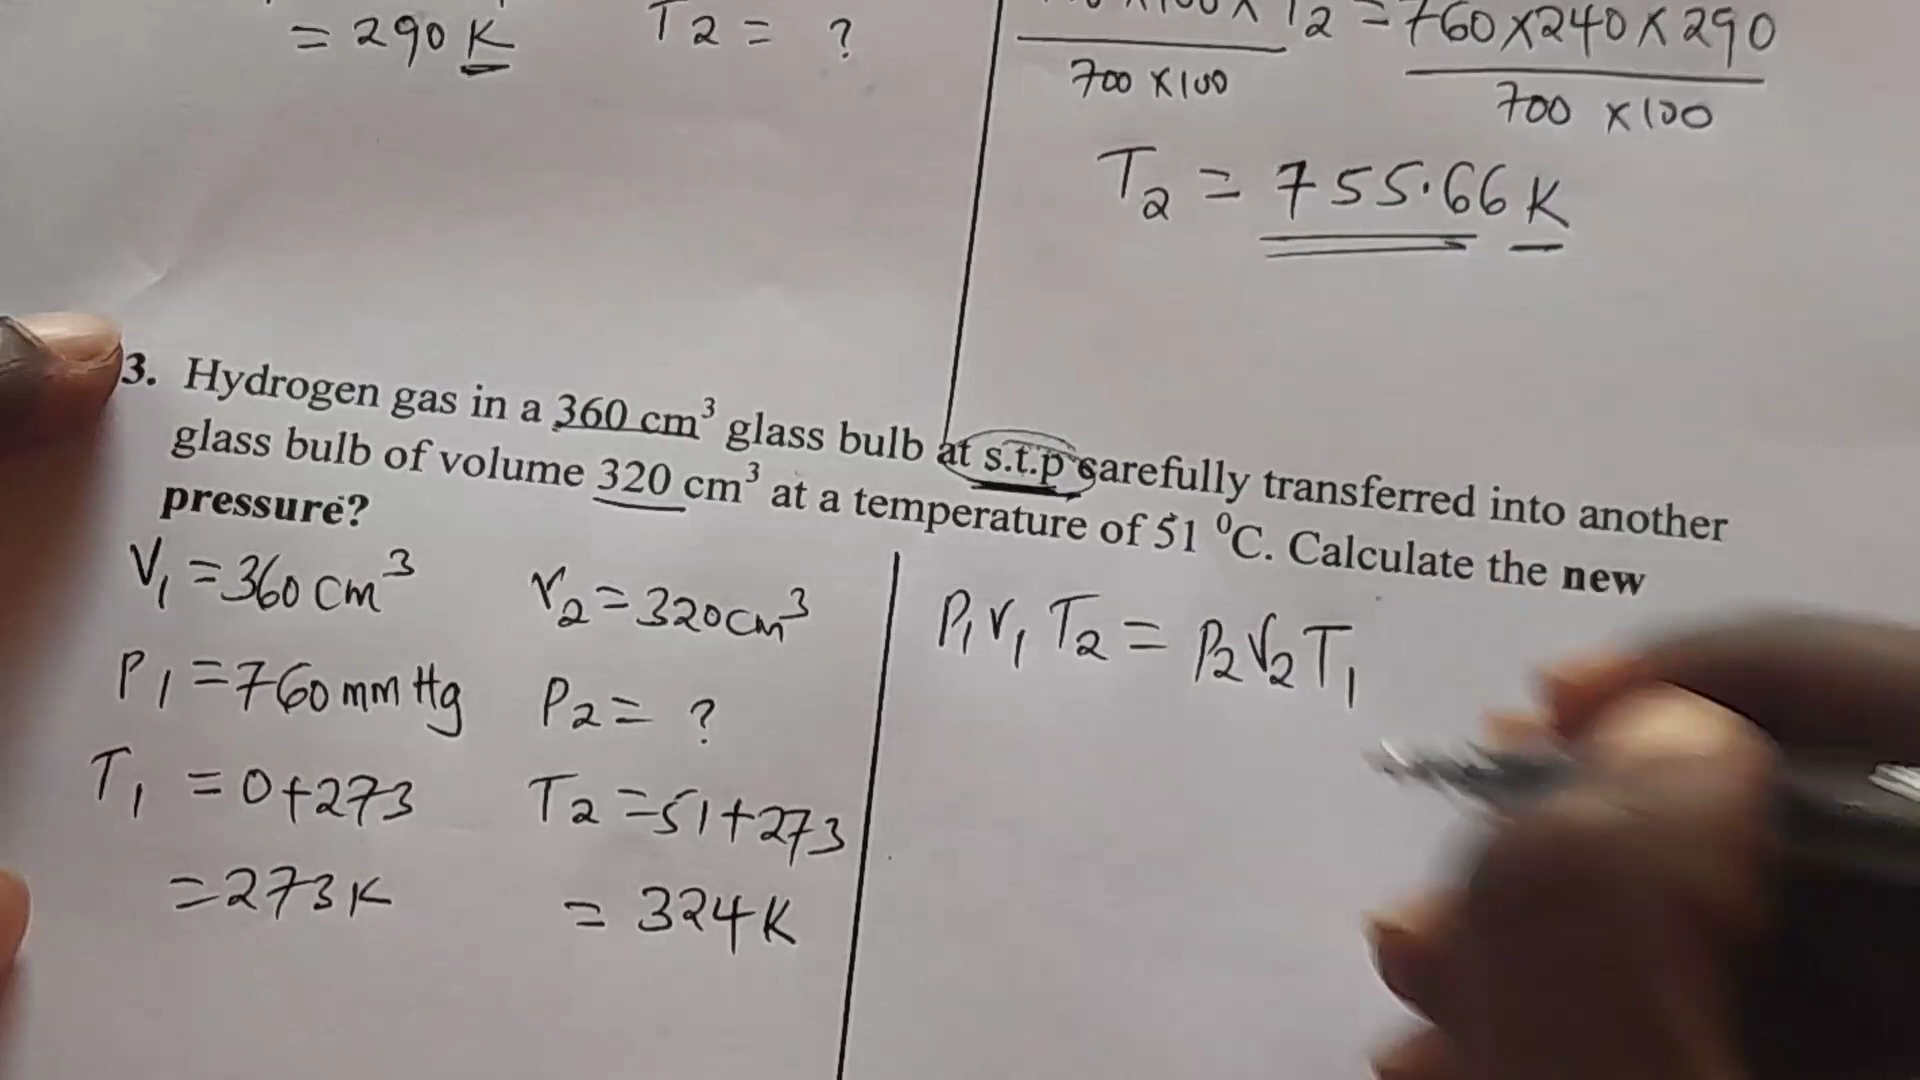 = 290 K
T2 = ?
T2 = 760 x 240 x 290
700 x 100
700 x 100
T2 = 755.66 K
3. Hydrogen gas in a 360 cm³ glass bulb at s.t.p carefully transferred into another
glass bulb of volume 320 cm³ at a temperature of 51 ⁰C. Calculate the new
pressure?
V1 = 360 cm³
V2 = 320 cm³
P1 = 760 mm Hg
P2 = ?
T1 = 0+273
T2 = 51+273
= 273 K
= 324 K
P1 V1 T2 = P2 V2 T1